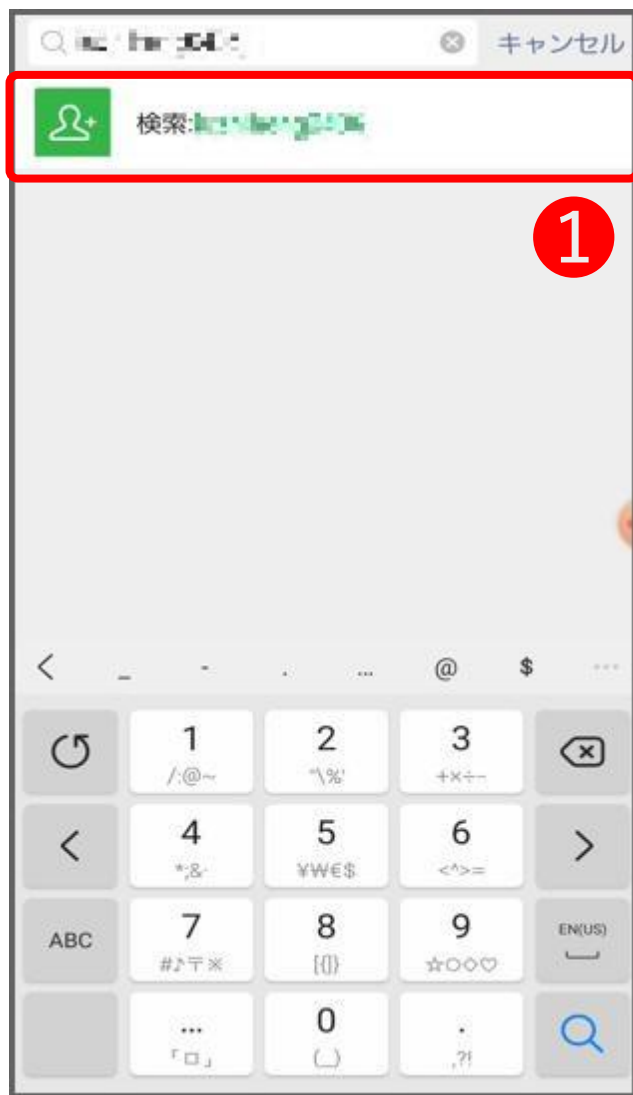 キャンセル
検索:
1
_ - . ... @ $ ...
1 2 3
/:@~ "\%' +×÷-
4 5 6
*;&· ¥₩€$ <^>=
ABC 7 8 9 EN(US)
#♪〒※ [{]} ☆○◇♡
... 0 .
「ロ」 (_) ,?!